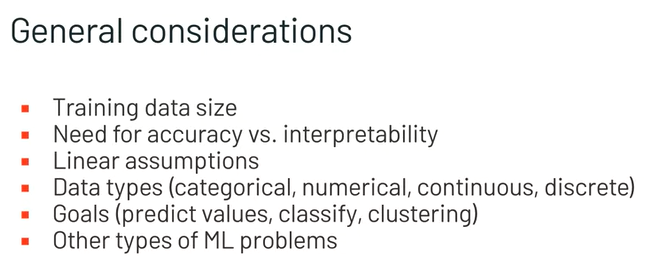 General considerations
Training data size
Need for accuracy vs. interpretability
Linear assumptions
Data types (categorical, numerical, continuous, discrete)
Goals (predict values, classify, clustering)
Other types of ML problems